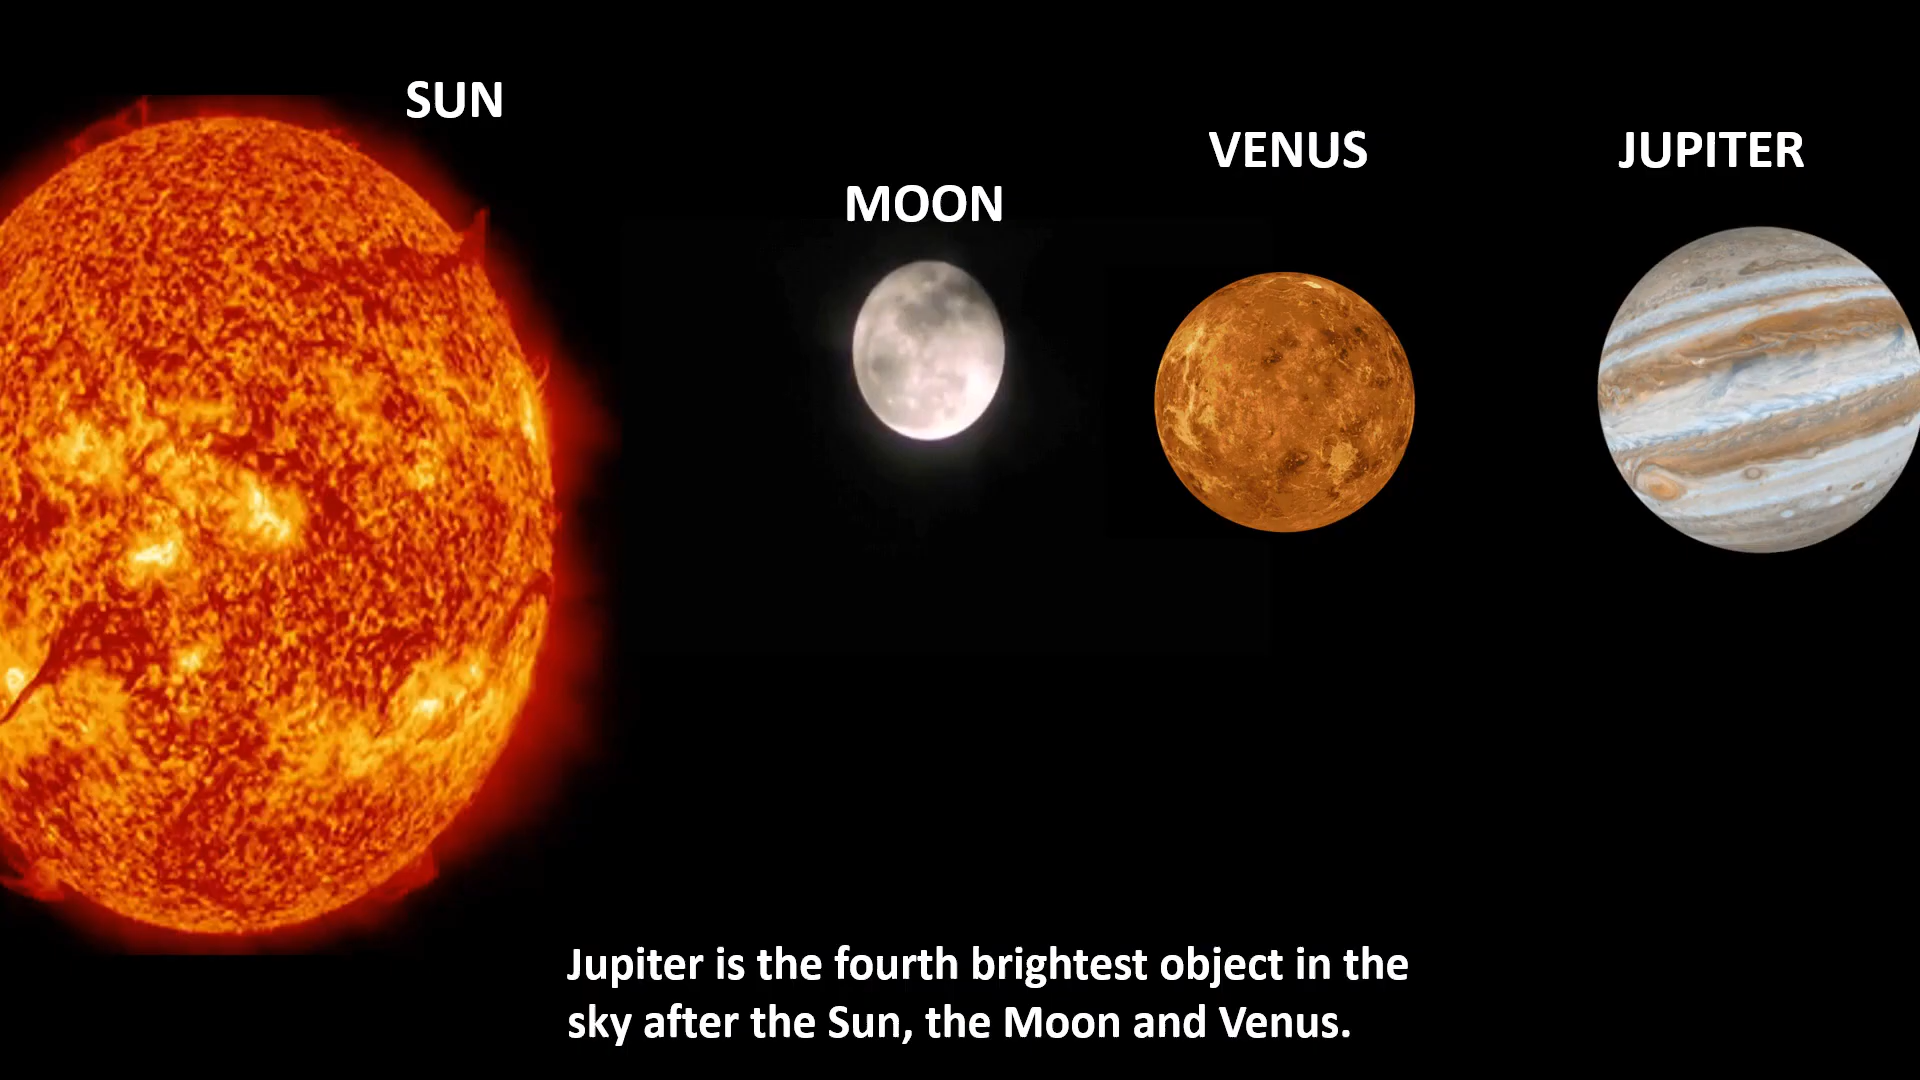 SUN
MOON
VENUS
JUPITER
Jupiter is the fourth brightest object in the
sky after the Sun, the Moon and Venus.